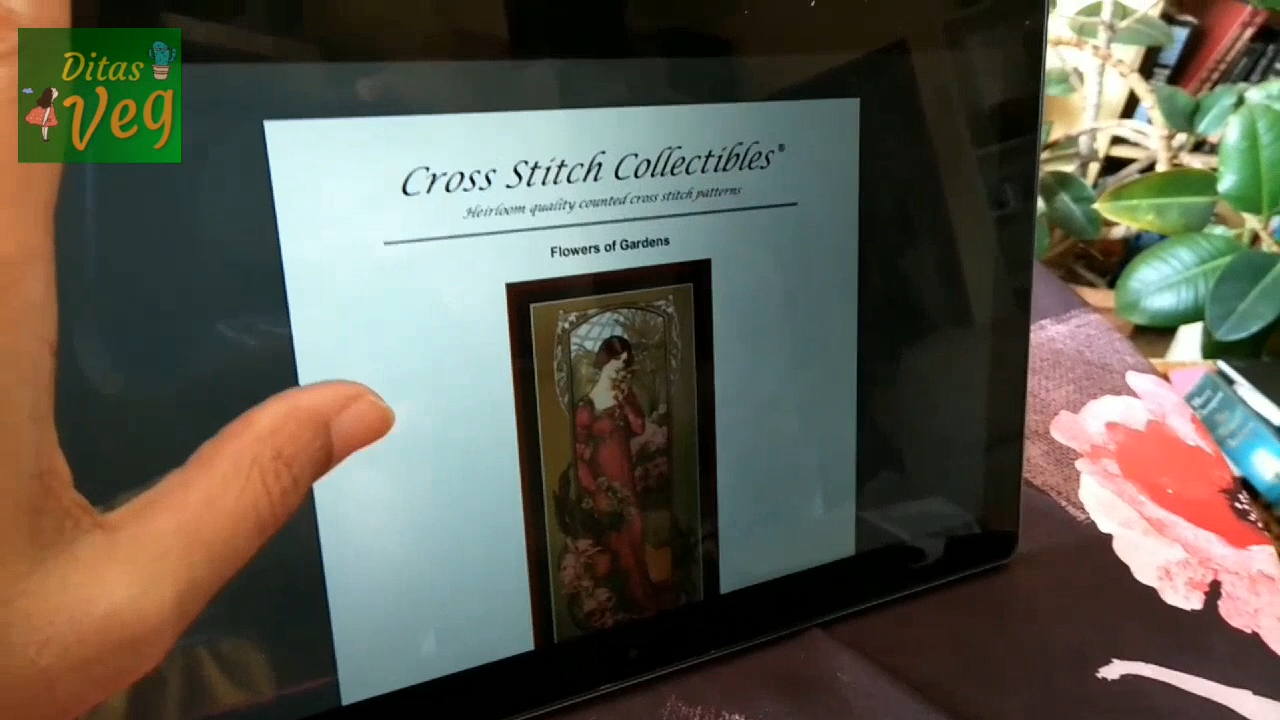 Ditas
Veg
Cross Stitch Collectibles®
Heirloom quality counted cross stitch patterns
Flowers of Gardens